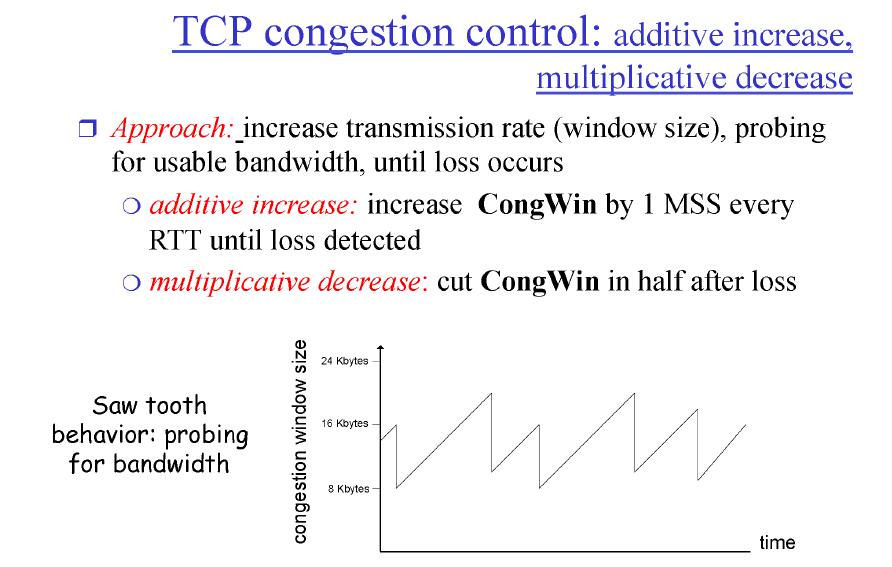 TCP congestion control: additive increase,
multiplicative decrease
Approach: increase transmission rate (window size), probing
for usable bandwidth, until loss occurs
additive increase: increase CongWin by 1 MSS every
RTT until loss detected
multiplicative decrease: cut CongWin in half after loss
Saw tooth
behavior: probing
for bandwidth
congestion window size
24 Kbytes
16 Kbytes
8 Kbytes
time